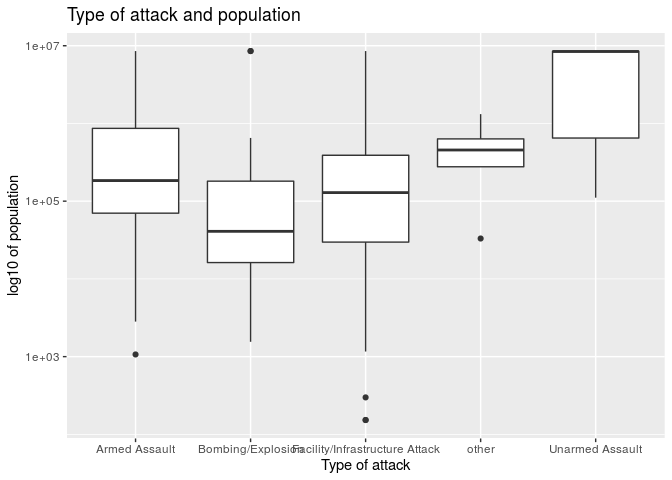 Type of attack and population
1e+07
1e+05
1e+03
log10 of population
Armed Assault
Bombing/Explosion
Facility/Infrastructure Attack
other
Unarmed Assault
Type of attack